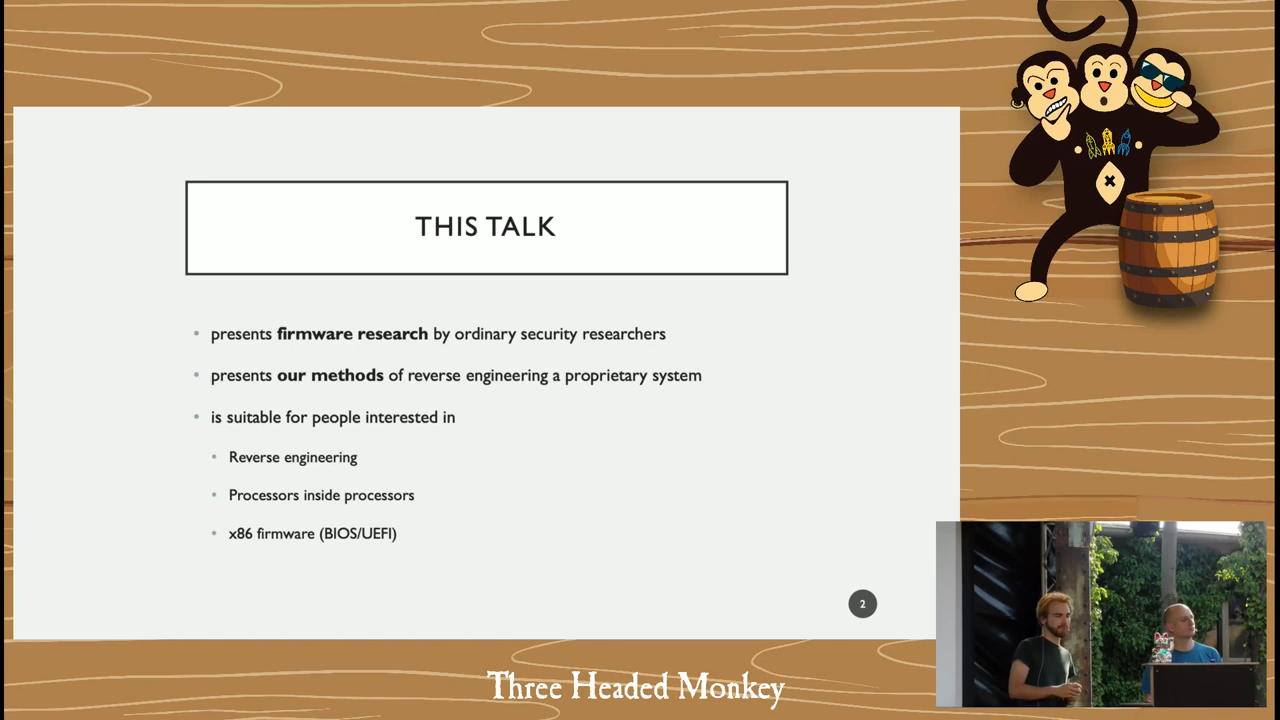 THIS TALK
presents firmware research by ordinary security researchers
presents our methods of reverse engineering a proprietary system
is suitable for people interested in
Reverse engineering
Processors inside processors
x86 firmware (BIOS/UEFI)
2
Three Headed Monkey